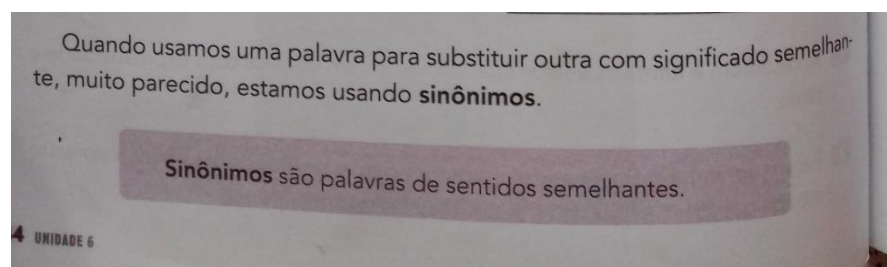 Quando usamos uma palavra para substituir outra com significado semelhan-
te, muito parecido, estamos usando sinônimos.
Sinônimos são palavras de sentidos semelhantes.
4 UNIDADE 6